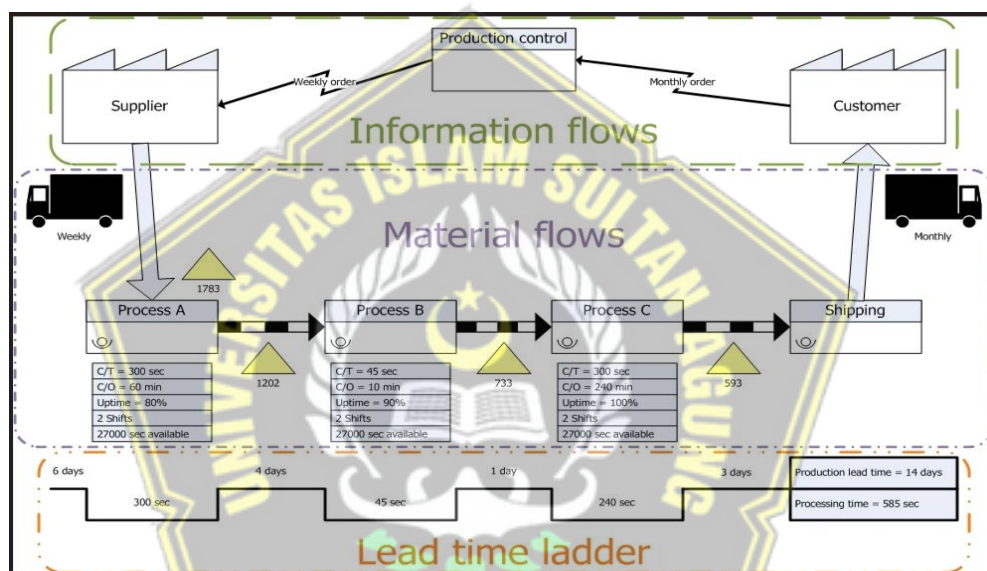 Production control
Weekly order
Monthly order
Supplier
Customer
Information flows
UNIVERSITAS ISLAM SULTAN AGUNG
Material flows
Weekly
Monthly
1783
Process A
Process B
Process C
Shipping
1202
733
593
C/T = 300 sec
C/O = 60 min
Uptime = 80%
2 Shifts
27000 sec available
C/T = 45 sec
C/O = 10 min
Uptime = 90%
2 Shifts
27000 sec available
C/T = 300 sec
C/O = 240 min
Uptime = 100%
2 Shifts
27000 sec available
6 days
4 days
1 day
3 days
Production lead time = 14 days
300 sec
45 sec
240 sec
Processing time = 585 sec
Lead time ladder